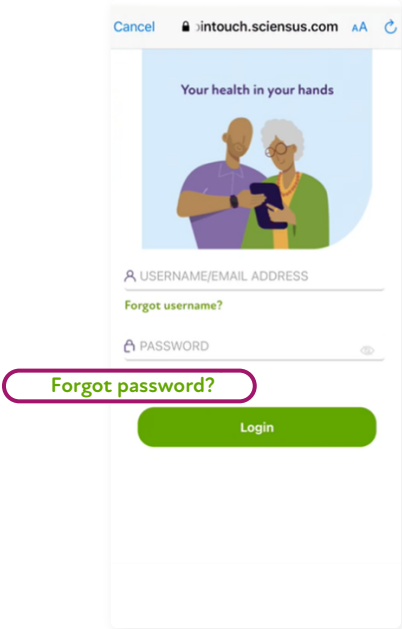 Cancel intouch.sciensus.com AA
Your health in your hands
USERNAME/EMAIL ADDRESS
Forgot username?
PASSWORD
Forgot password?
Login